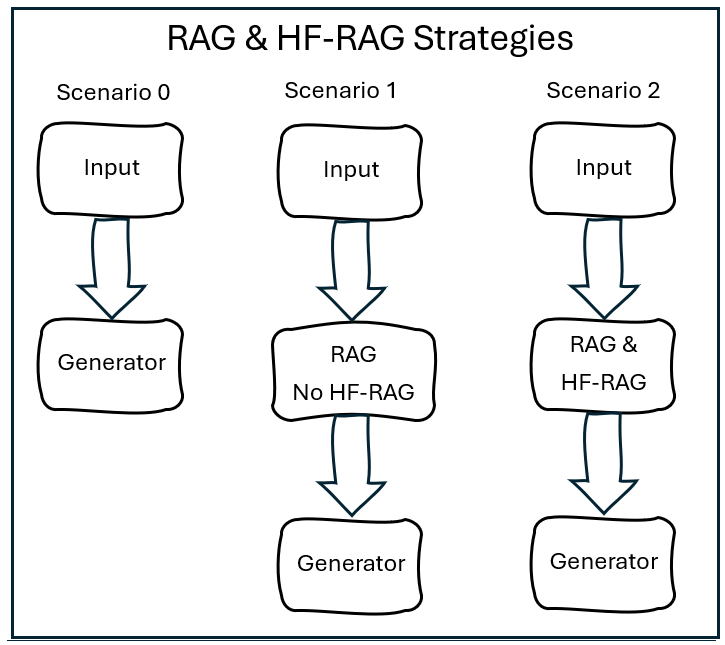 RAG & HF-RAG Strategies
Scenario 0
Input
Generator
Scenario 1
Input
RAG
No HF-RAG
Generator
Scenario 2
Input
RAG &
HF-RAG
Generator